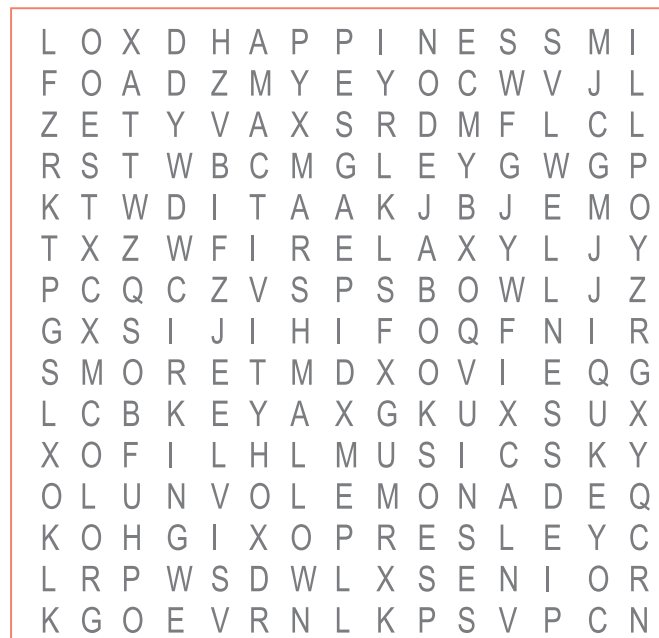 L O X D H A P P I N E S S M I
F O A D Z M Y E Y O C W V J L
Z E T Y V A X S R D M F L C L
R S T W B C M G L E Y G W G P
K T W D I T A A K J B J E M O
T X Z W F I R E L A X Y L J Y
P C Q C Z V S P S B O W L J Z
G X S I J I H I F O Q F N I R
S M O R E T M D X O V I E Q G
L C B K E Y A X G K U X S U X
X O F I L H L M U S I C S K Y
O L U N V O L E M O N A D E Q
K O H G I X O P R E S L E Y C
L R P W S D W L X S E N I O R
K G O E V R N L K P S V P C N